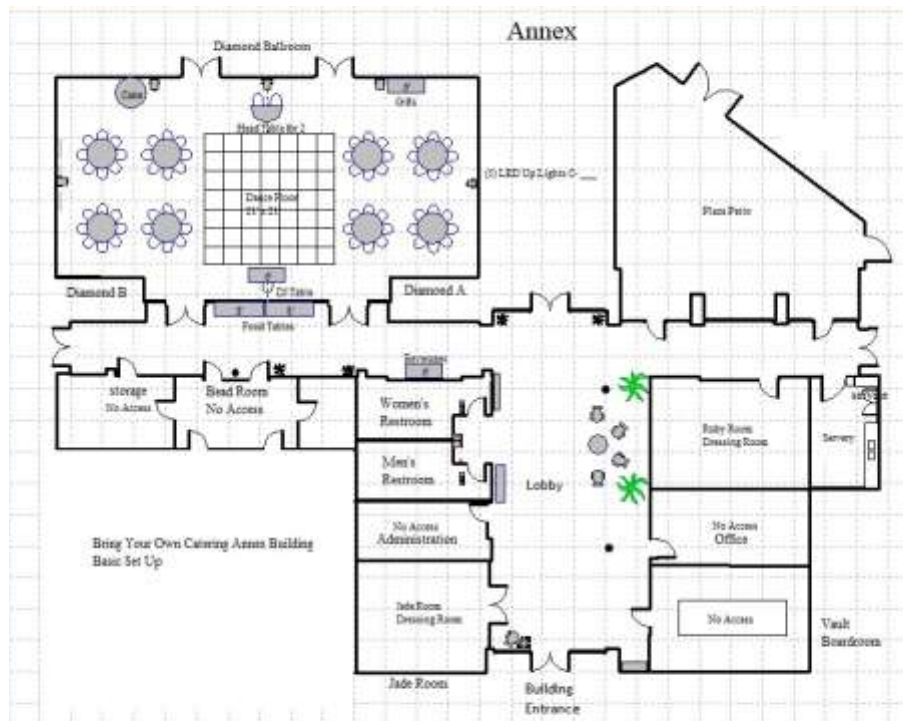 Annex
Diamond Ballroom
Cake
Gifts
Head Table for 2
(8) LED Up Lights C- ___
Dance Floor
21' x 21'
Plaza Patio
Diamond B
DJ Table
Diamond A
Food Tables
Beverages
storage
No Access
Bead Room
No Access
Women's
Restroom
Ruby Room
Dressing Room
Servery
Men's
Restroom
Lobby
No Access
Administration
No Access
Office
Bring Your Own Catering Annex Building
Basic Set Up
Jade Room
Dressing Room
No Access
Vault
Boardroom
Jade Room
Building
Entrance